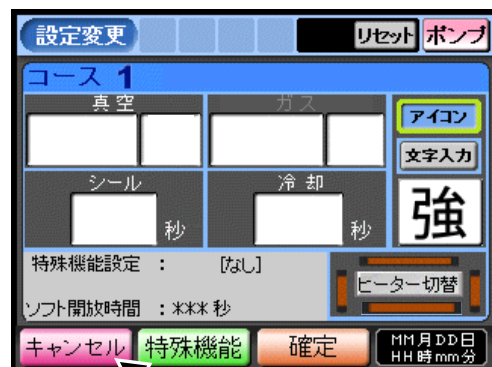 設定変更 リセット ポンプ
コース 1
真空 ガス
アイコン
文字入力
シール 冷却
秒 秒 強
特殊機能設定 : [なし]
ヒーター切替
ソフト開放時間 : *** 秒
キャンセル 特殊機能 確定 MM月DD日
HH時mm分